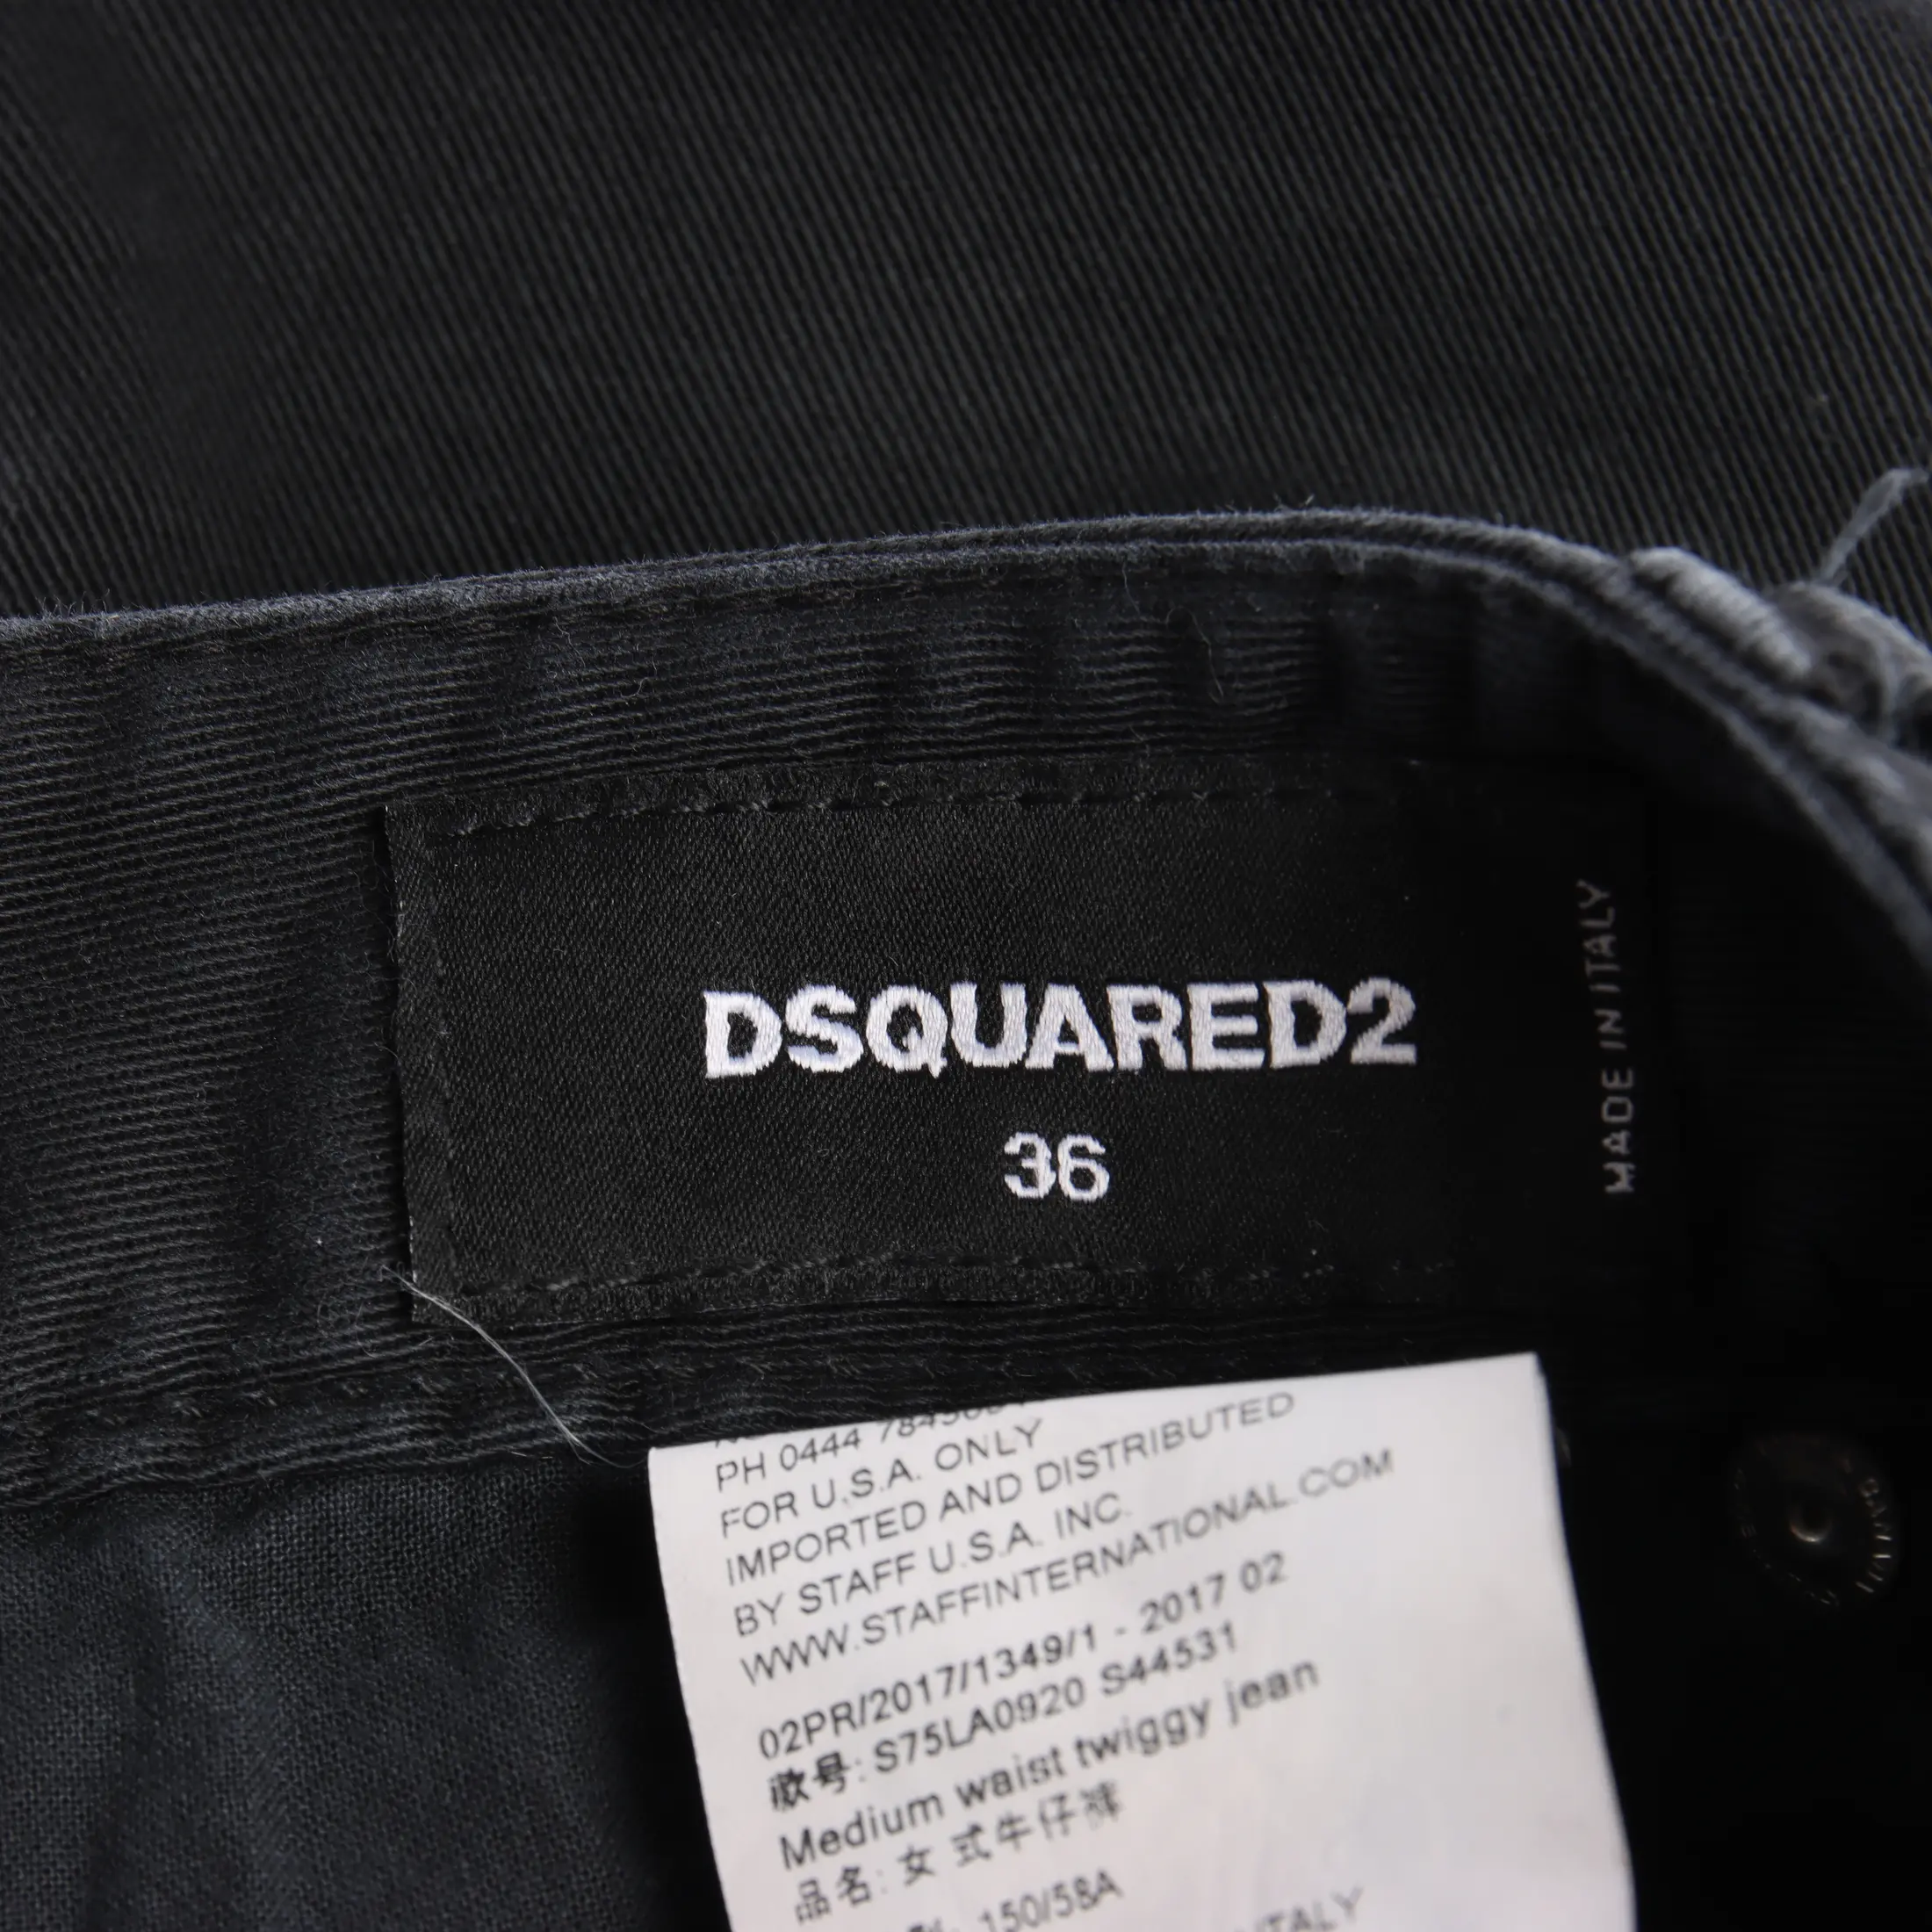 DSQUARED2
36
MADE IN ITALY
PH 0444
FOR U.S.A. ONLY
IMPORTED AND DISTRIBUTED
BY STAFF U.S.A. INC.
WWW.STAFFINTERNATIONAL.COM
02PR/2017/1349/1 - 2017 02
款号: S75LA0920 S44531
Medium waist twiggy jean
品名: 女式牛仔裤
150/58A
ITALY